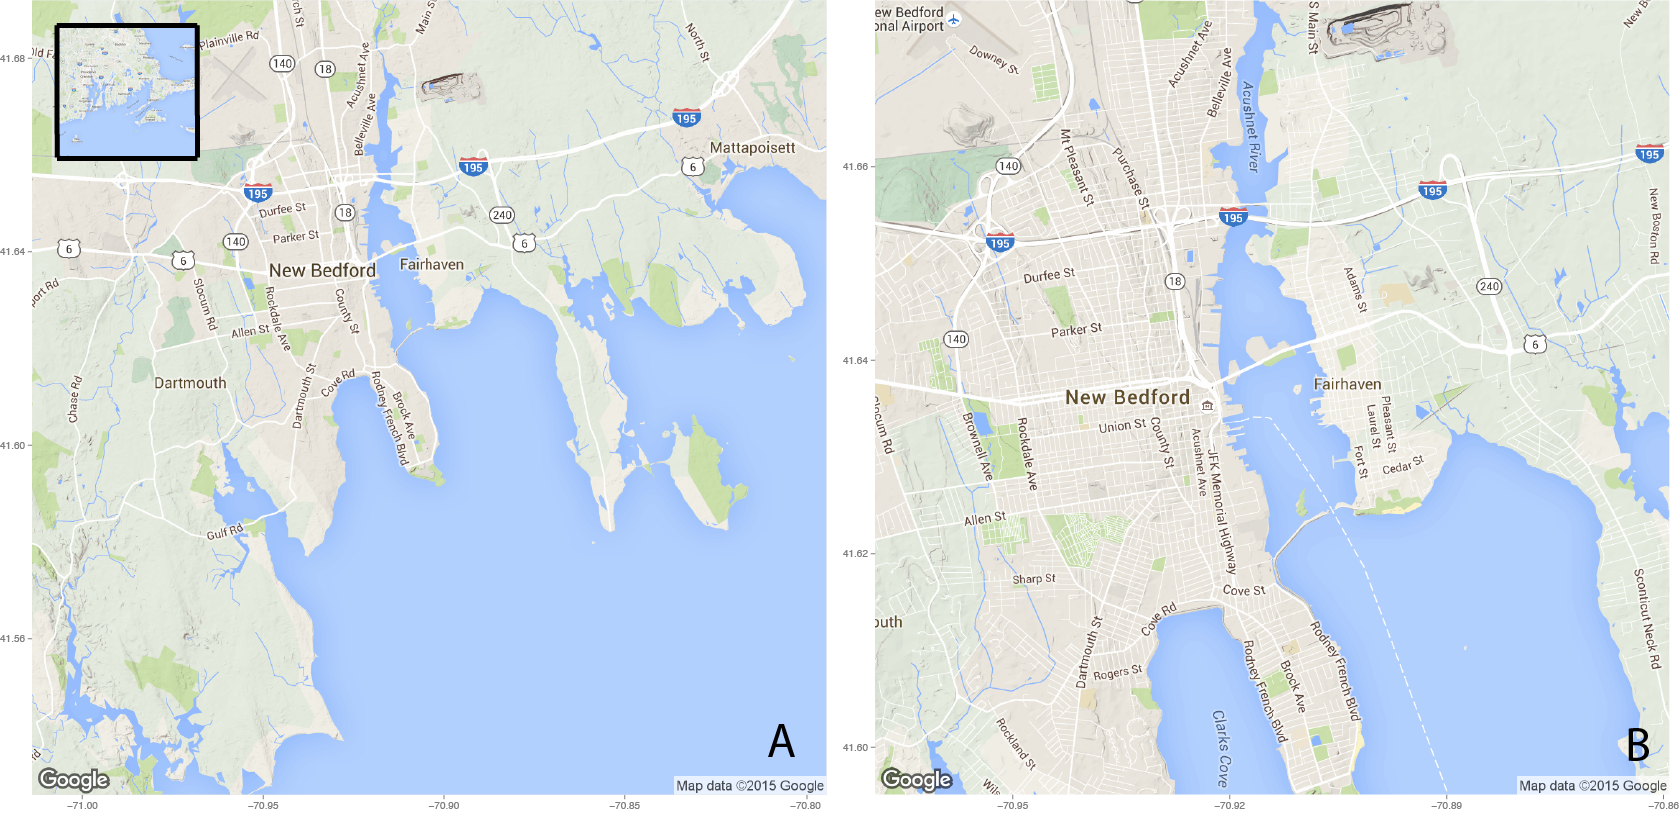 Plainville Rd
Main St
North St
41.68
140
18
Acushnet Ave
Belleville Ave
195
195
Mattapoisett
6
195
Durfee St
18
240
Parker St
6
140
6
6
41.64
New Bedford
Fairhaven
Slocum Rd
Rockdale Ave
County St
Allen St
Dartmouth
Chase Rd
Dartmouth St
Cove Rd
Rodney French Blvd
Brock Ave
41.60
Gulf Rd
41.56
A
Google
Map data ©2015 Google
−71.00
−70.95
−70.90
−70.85
−70.80
ew Bedford
onal Airport
Downey St
Acushnet Ave
Belleville Ave
S Main St
New B
Acushnet River
Mt Pleasant St
Purchase St
41.66
140
195
195
195
195
New Boston Rd
Durfee St
18
Adams St
240
Parker St
140
6
41.64
New Bedford
Fairhaven
Slocum Rd
Brownell Ave
Rockdale Ave
Union St
County St
Acushnet Ave
JFK Memorial Highway
Pleasant St
Laurel St
Fort St
Cedar St
Allen St
41.62
Sharp St
Cove St
Cove Rd
outh
Dartmouth St
Rogers St
Rodney French Blvd
Brock Ave
Rodney French Blvd
Sconticut Neck Rd
Clarks Cove
Rockland St
41.60
B
Google
Map data ©2015 Google
−70.95
−70.92
−70.89
−70.86